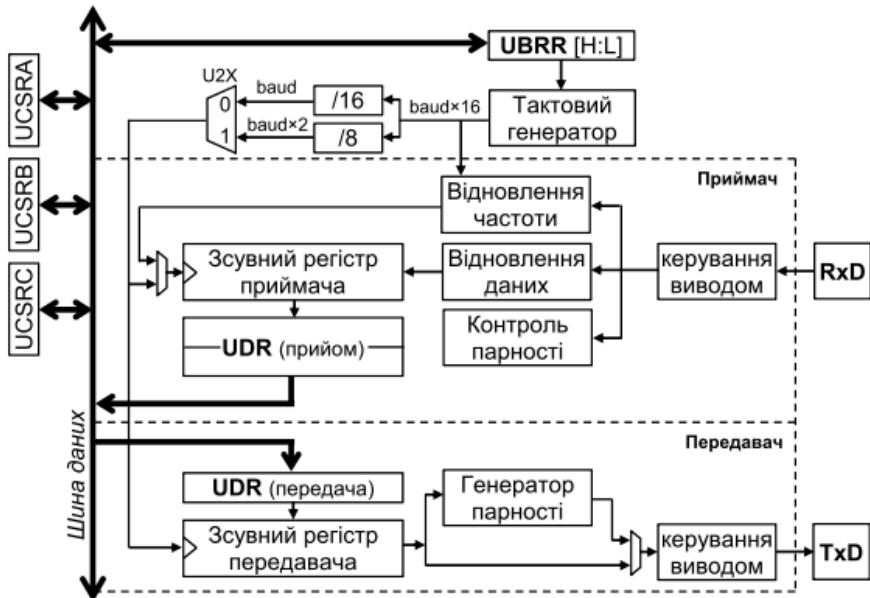 UBRR [H:L]
UCSRA
U2X
baud
/16
baud×16
Тактовий
генератор
0
1
baud×2
/8
Приймач
UCSRB
Відновлення
частоти
Зсувний регістр
приймача
Відновлення
даних
керування
виводом
RxD
UCSRC
UDR (прийом)
Контроль
парності
Шина даних
Передавач
UDR (передача)
Генератор
парності
Зсувний регістр
передавача
керування
виводом
TxD